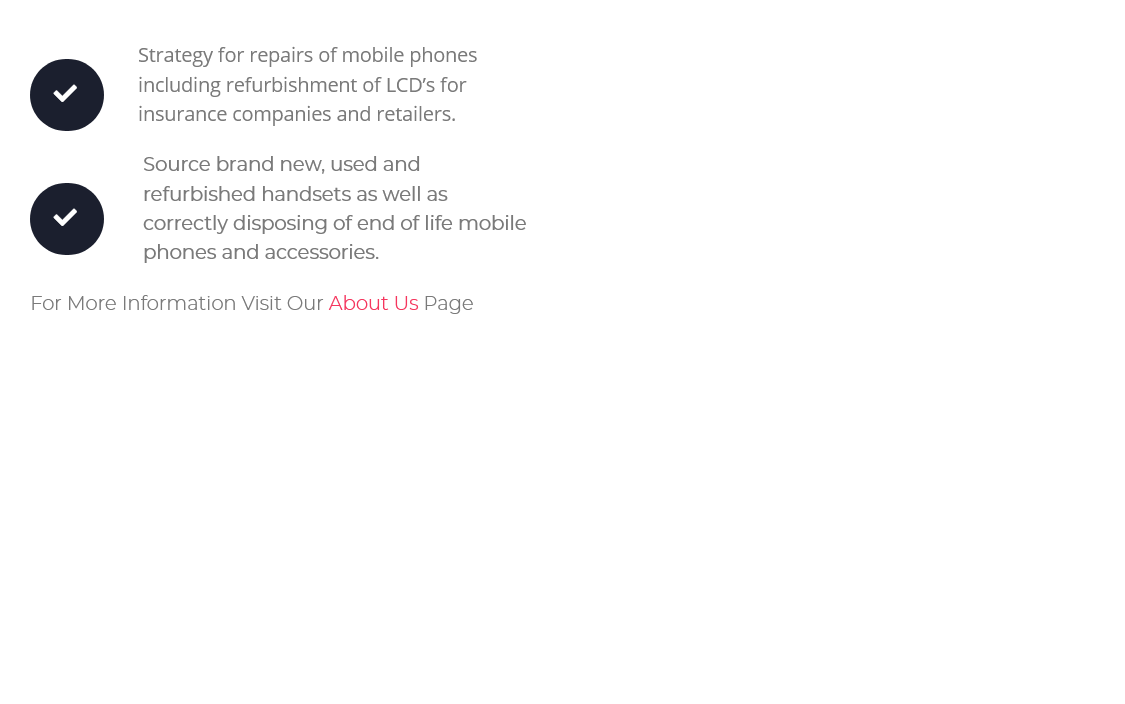 Strategy for repairs of mobile phones
including refurbishment of LCD’s for
insurance companies and retailers.
Source brand new, used and
refurbished handsets as well as
correctly disposing of end of life mobile
phones and accessories.
For More Information Visit Our About Us Page